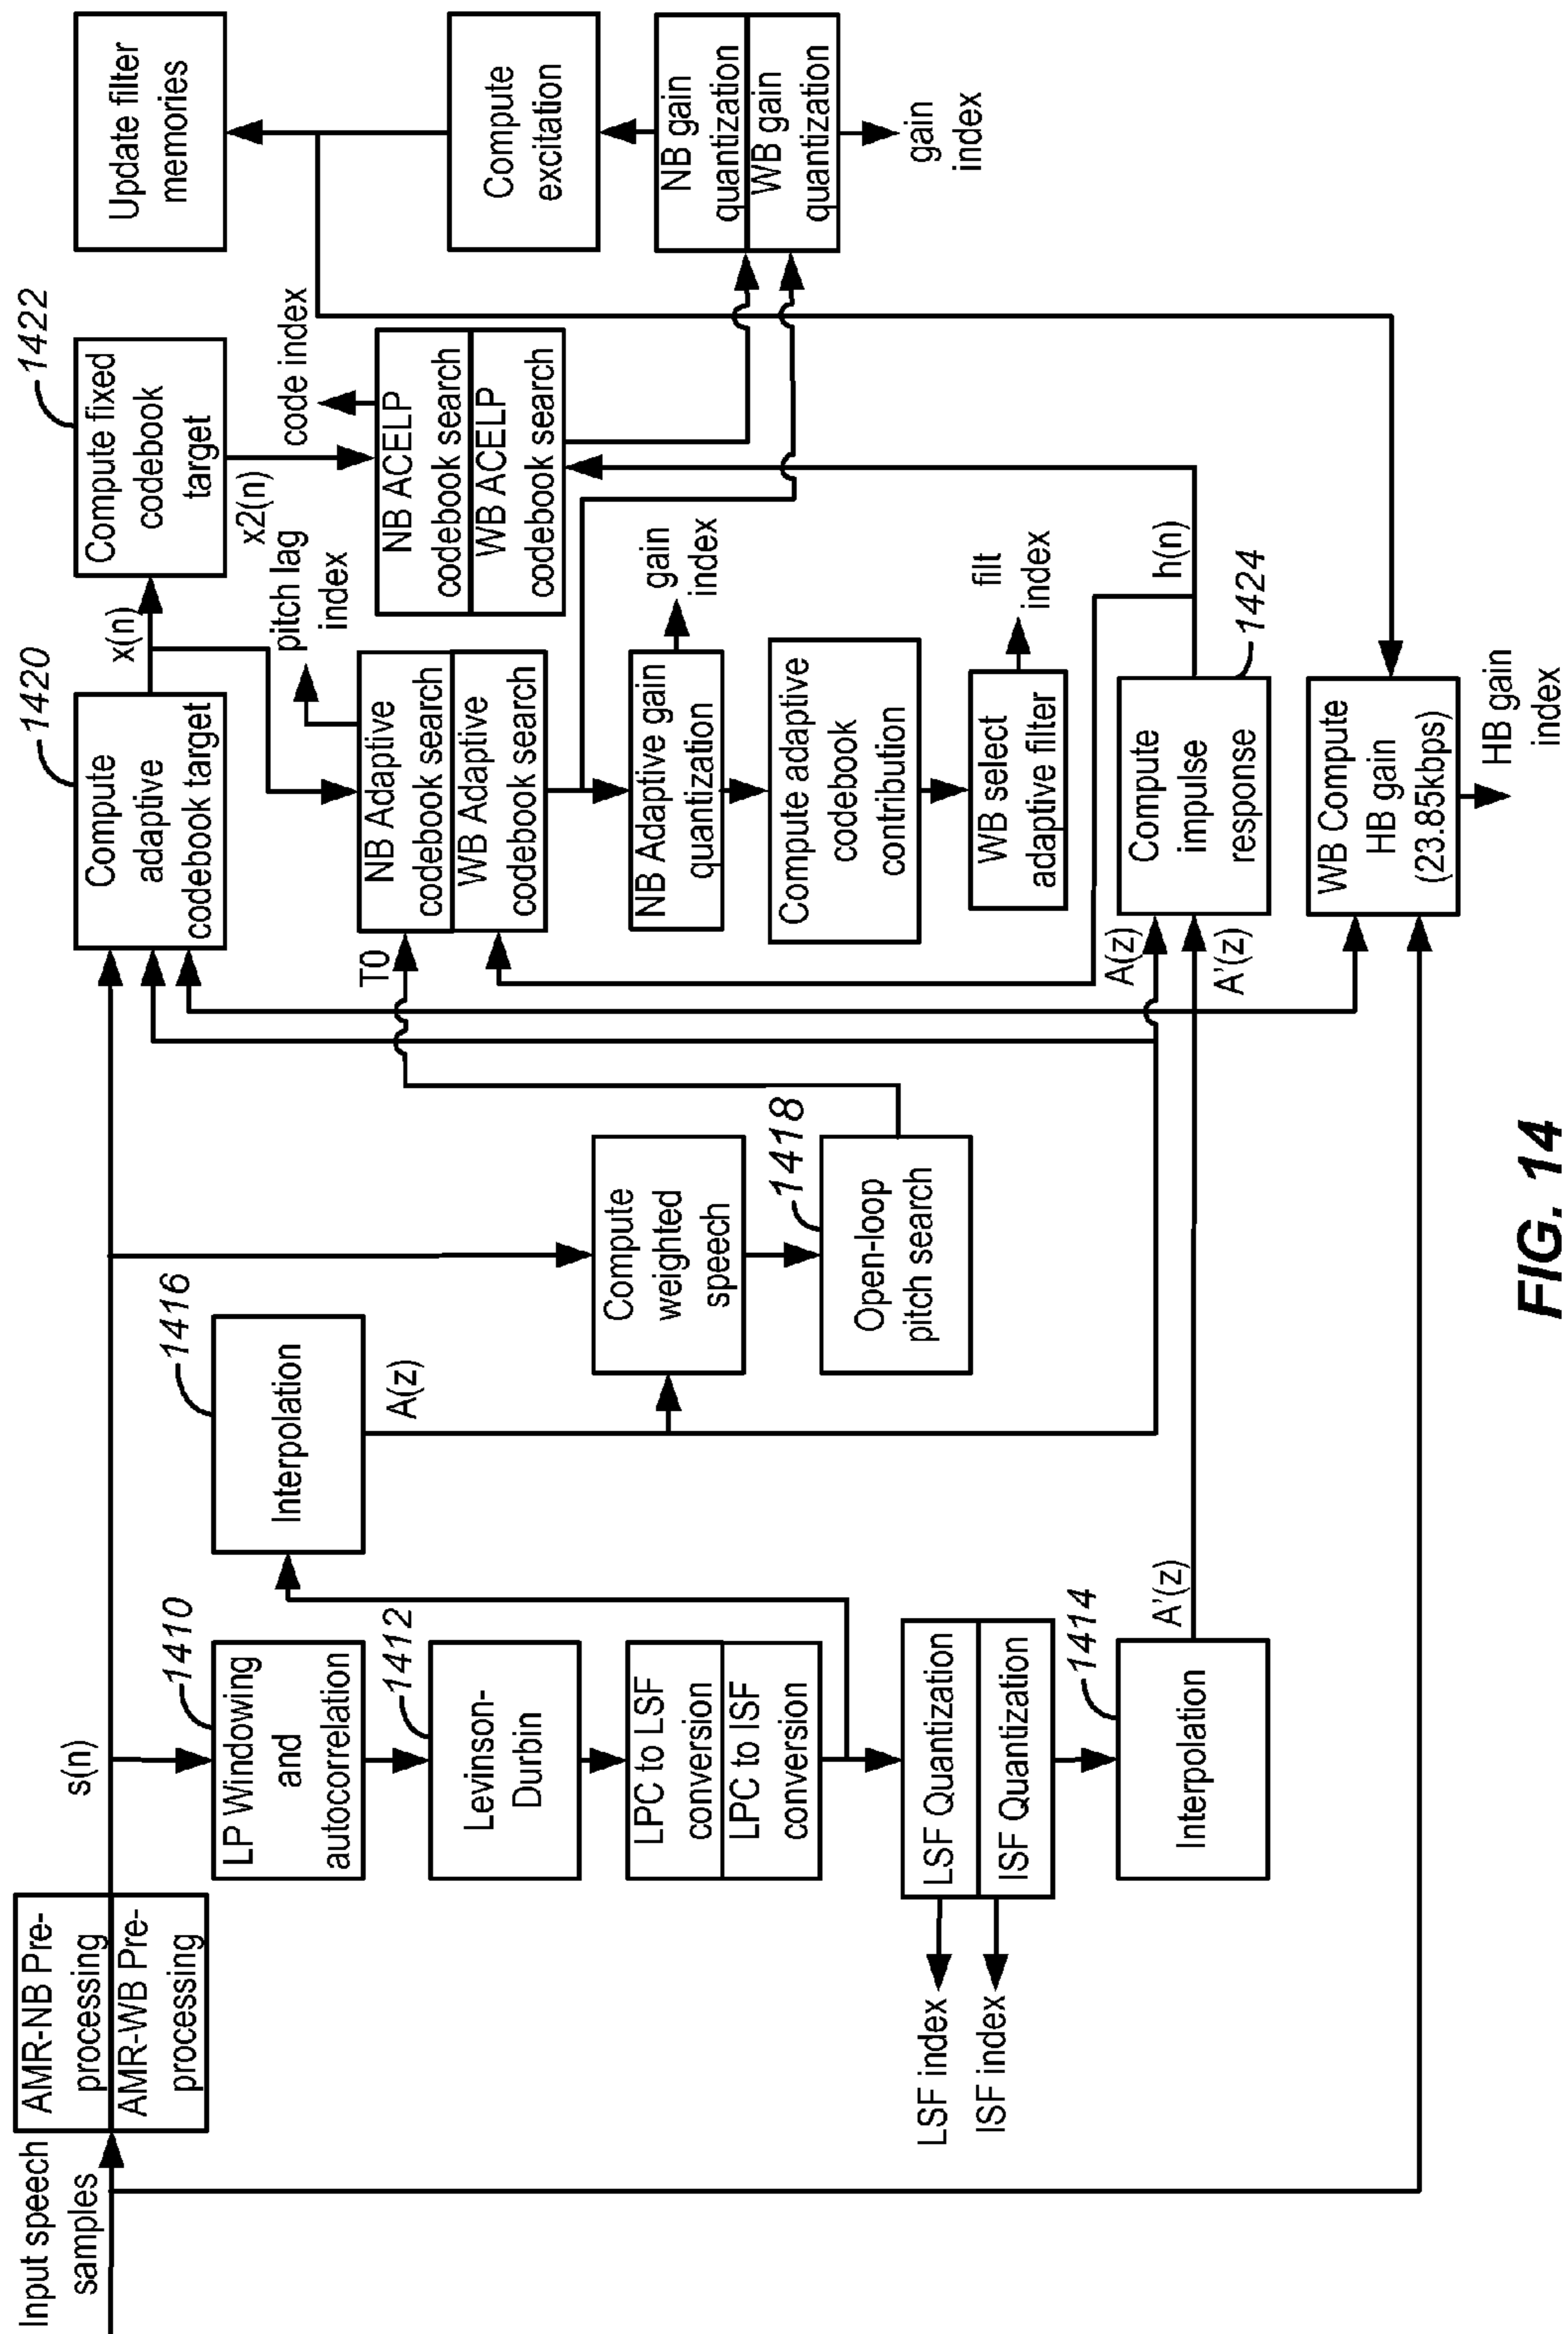 Input speech
samples
AMR-NB Pre-
processing
AMR-WB Pre-
processing
s(n)
1410
LP Windowing
and
autocorrelation
1412
Levinson-
Durbin
LPC to LSF
conversion
LPC to ISF
conversion
LSF Quantization
ISF Quantization
LSF index
ISF index
1414
Interpolation
A'(z)
1416
Interpolation
A(z)
Compute
weighted
speech
1418
Open-loop
pitch search
T0
1420
Compute
adaptive
codebook target
x(n)
pitch lag
index
NB Adaptive
codebook search
WB Adaptive
codebook search
NB Adaptive gain
quantization
gain
index
Compute adaptive
codebook
contribution
WB select
adaptive filter
filt
index
A(z)
A'(z)
Compute
impulse
response
1424
h(n)
WB Compute
HB gain
(23.85kbps)
HB gain
index
1422
Compute fixed
codebook
target
x2(n)
code index
NB ACELP
codebook search
WB ACELP
codebook search
Update filter
memories
Compute
excitation
NB gain
quantization
WB gain
quantization
gain
index
FIG. 14